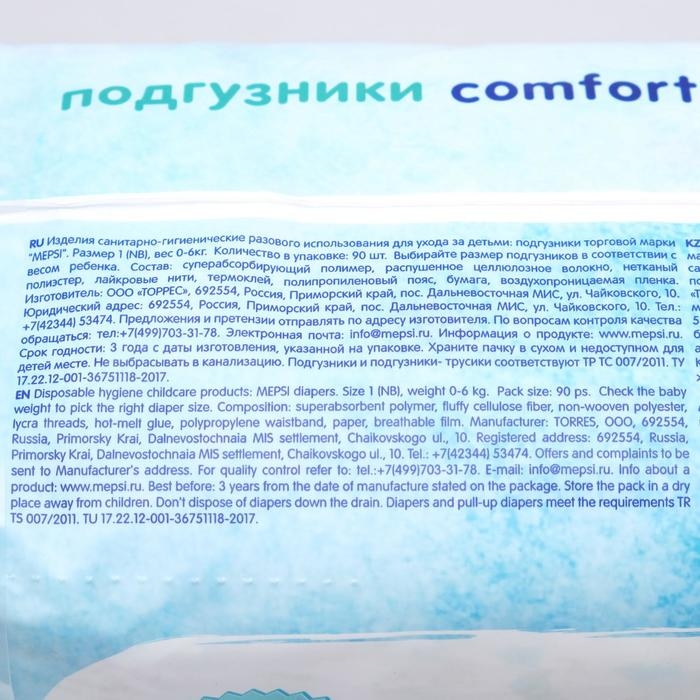 подгузники comfort
RU Изделия санитарно-гигиенические разового использования для ухода за детьми: подгузники торговой марки
"MEPSI". Размер 1 (NB), вес 0-6кг. Количество в упаковке: 90 шт. Выбирайте размер подгузников в соответствии с
весом ребенка. Состав: суперабсорбирующий полимер, распушенное целлюлозное волокно, нетканый
полиэстер, лайкровые нити, термоклей, полипропиленовый пояс, бумага, воздухопроницаемая пленка.
Изготовитель: ООО «ТОРРЕС», 692554, Россия, Приморский край, пос. Дальневосточная МИС, ул. Чайковского, 10.
Юридический адрес: 692554, Россия, Приморский край, пос. Дальневосточная МИС, ул. Чайковского, 10. Тел.:
+7(42344) 53474. Предложения и претензии отправлять по адресу изготовителя. По вопросам контроля качества
обращаться: тел:+7(499)703-31-78. Электронная почта: info@mepsi.ru. Информация о продукте: www.mepsi.ru.
Срок годности: 3 года с даты изготовления, указанной на упаковке. Хранить пачку в сухом и недоступном для
детей месте. Не выбрасывать в канализацию. Подгузники и подгузники- трусики соответствуют ТР ТС 007/2011. ТУ
17.22.12-001-36751118-2017.
EN Disposable hygiene childcare products: MEPSI diapers. Size 1 (NB), weight 0-6 kg. Pack size: 90 ps. Check the baby
weight to pick the right diaper size. Composition: superabsorbent polymer, fluffy cellulose fiber, non-wooven polyester,
lycra threads, hot-melt glue, polypropylene waistband, paper, breathable film. Manufacturer: TORRES, OOO, 692554,
Russia, Primorsky Krai, Dalnevostochnaia MIS settlement, Chaikovskogo ul., 10. Registered address: 692554, Russia,
Primorsky Krai, Dalnevostochnaia MIS settlement, Chaikovskogo ul., 10. Tel.: +7(42344) 53474. Offers and complaints to be
sent to Manufacturer's address. For quality control refer to: tel.:+7(499)703-31-78. E-mail: info@mepsi.ru. Info about a
product: www.mepsi.ru. Best before: 3 years from the date of manufacture stated on the package. Store the pack in a dry
place away from children. Don't dispose of diapers down the drain. Diapers and pull-up diapers meet the requirements TR
TS 007/2011. TU 17.22.12-001-36751118-2017.
KZ